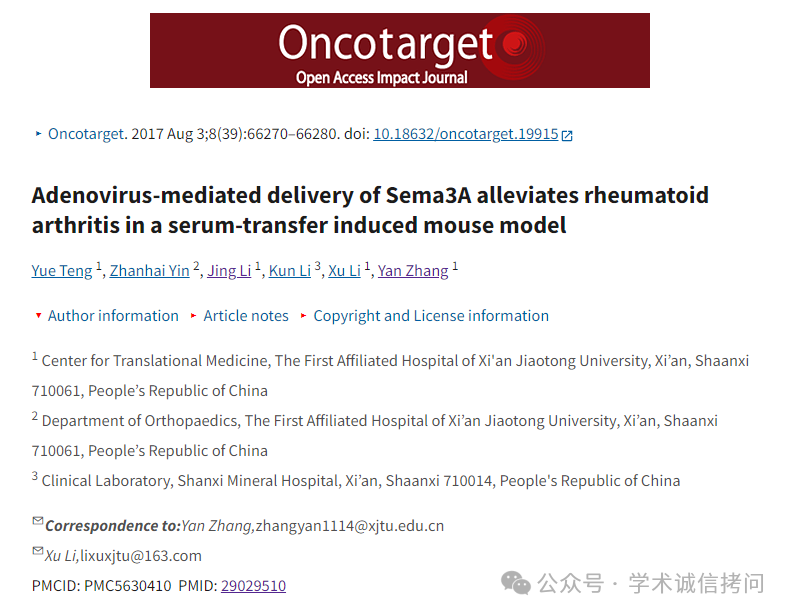 Oncotarget
Open Access Impact Journal
Oncotarget. 2017 Aug 3;8(39):66270–66280. doi: 10.18632/oncotarget.19915
Adenovirus-mediated delivery of Sema3A alleviates rheumatoid
arthritis in a serum-transfer induced mouse model
Yue Teng 1, Zhanhai Yin 2, Jing Li 1, Kun Li 3, Xu Li 1, Yan Zhang 1
Author information Article notes Copyright and License information
1 Center for Translational Medicine, The First Affiliated Hospital of Xi'an Jiaotong University, Xi’an, Shaanxi
710061, People’s Republic of China
2 Department of Orthopaedics, The First Affiliated Hospital of Xi’an Jiaotong University, Xi’an, Shaanxi
710061, People’s Republic of China
3 Clinical Laboratory, Shanxi Mineral Hospital, Xi’an, Shaanxi 710014, People's Republic of China
Correspondence to:Yan Zhang,zhangyan1114@xjtu.edu.cn
Xu Li,lixuxjtu@163.com
PMCID: PMC5630410 PMID: 29029510
公众号 · 学术诚信拷问